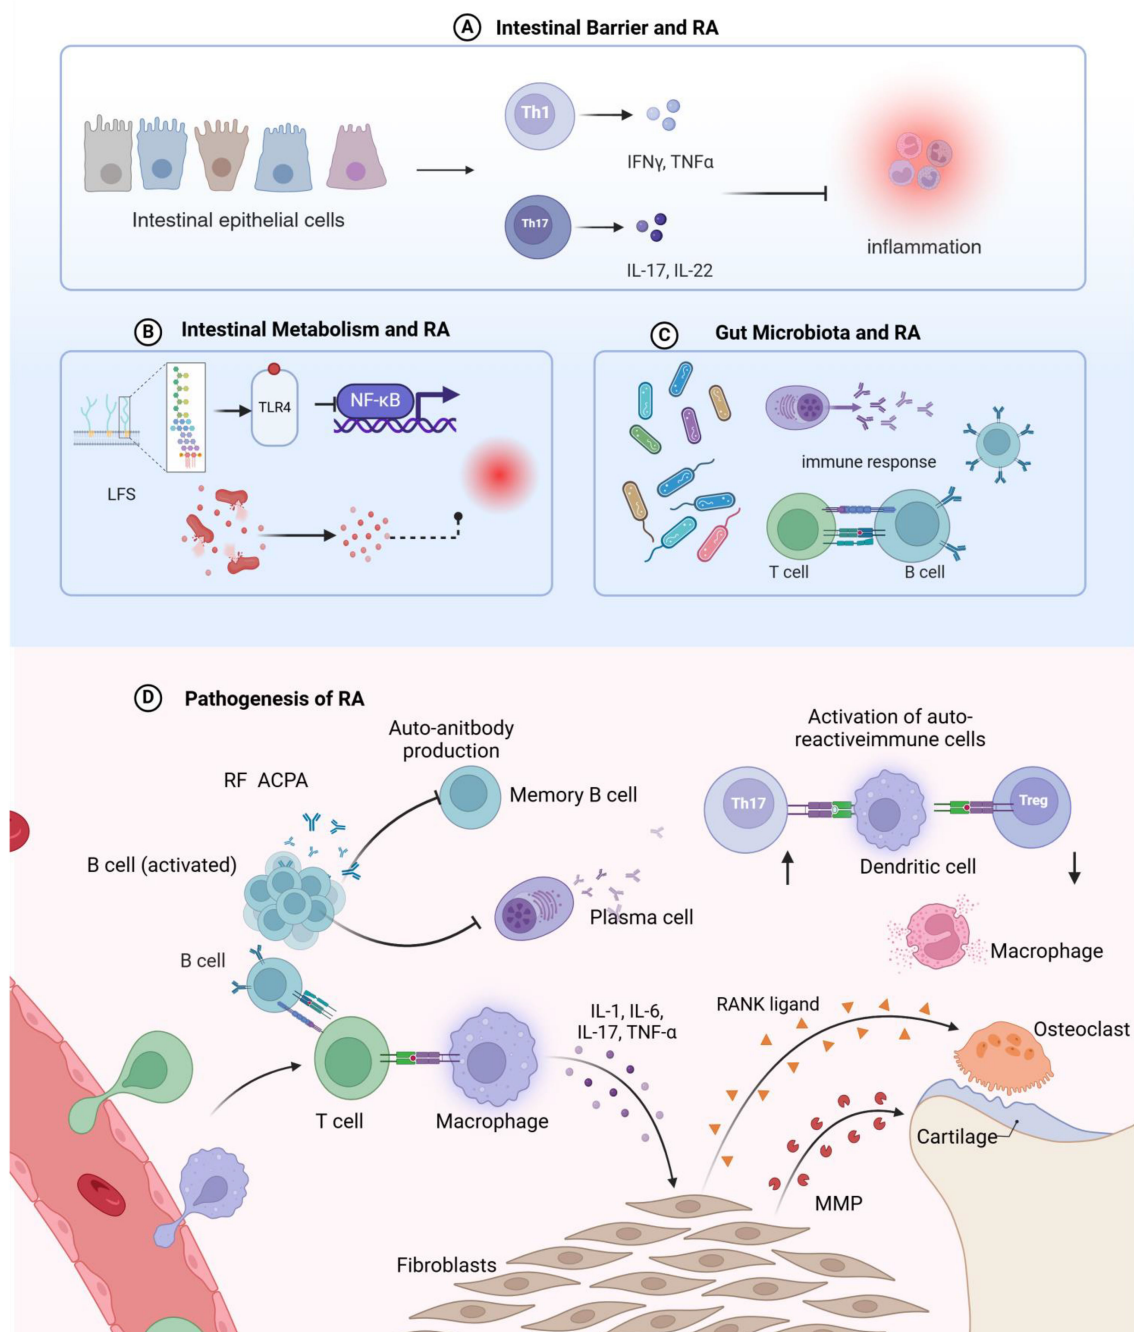 A Intestinal Barrier and RA
Th1
IFNγ, TNFα
Th17
IL-17, IL-22
Intestinal epithelial cells
inflammation
B Intestinal Metabolism and RA
TLR4
NF-κB
LFS
C Gut Microbiota and RA
immune response
T cell
B cell
D Pathogenesis of RA
Auto-anitbody
production
RF ACPA
Memory B cell
B cell (activated)
Plasma cell
B cell
Activation of auto-
reactiveimmune cells
Th17
Treg
Dendritic cell
Macrophage
IL-1, IL-6,
IL-17, TNF-α
T cell
Macrophage
RANK ligand
Osteoclast
Cartilage
MMP
Fibroblasts